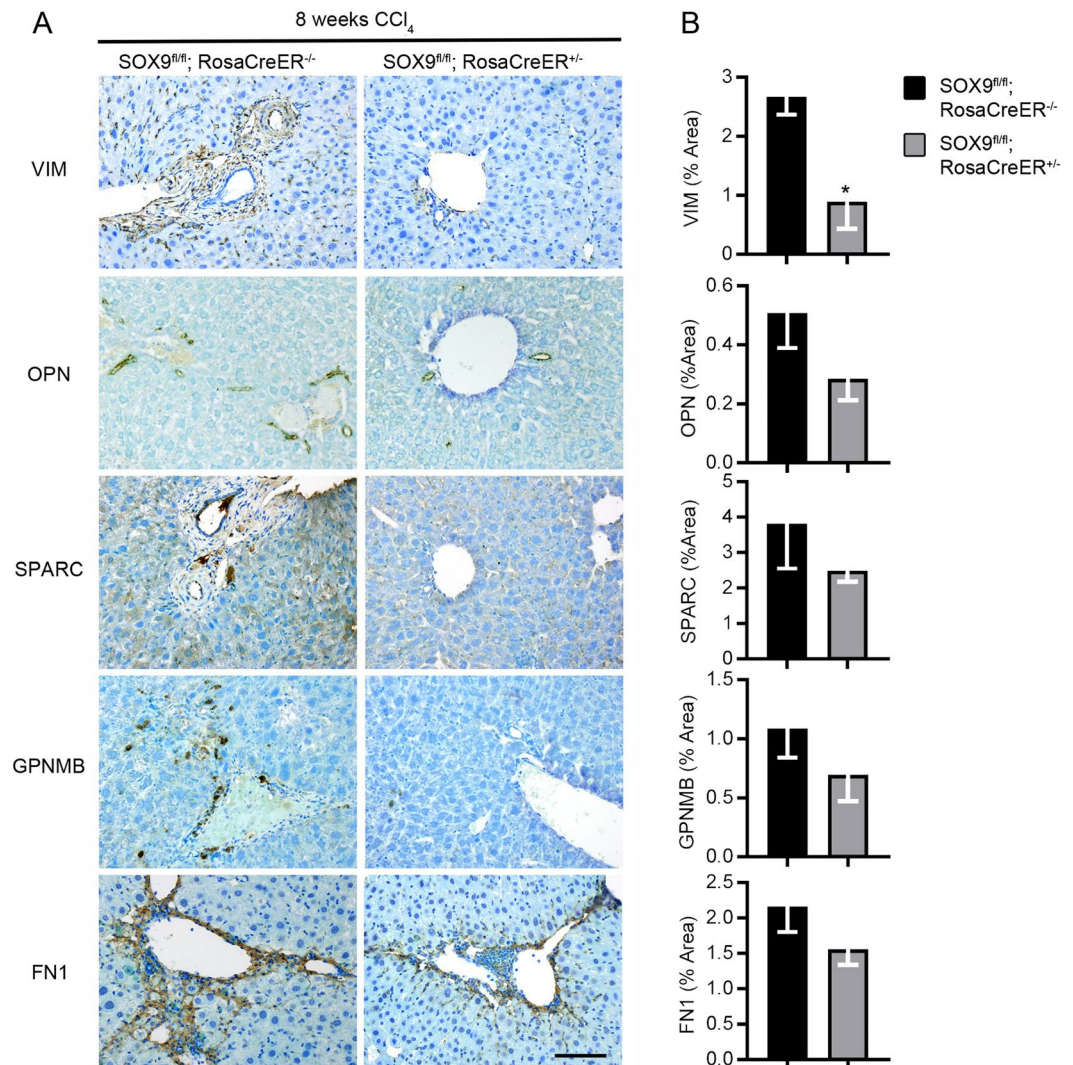 A
8 weeks CCl₄
SOX9fl/fl; RosaCreER-/-
SOX9fl/fl; RosaCreER+/-
VIM
OPN
SPARC
GPNMB
FN1
B
VIM (% Area)
3
2
1
0
*
SOX9fl/fl;
RosaCreER-/-
SOX9fl/fl;
RosaCreER+/-
OPN (%Area)
0.6
0.4
0.2
0.0
SPARC (%Area)
5
4
3
2
1
0
GPNMB (% Area)
1.5
1.0
0.5
0.0
FN1 (% Area)
2.5
2.0
1.5
1.0
0.5
0.0